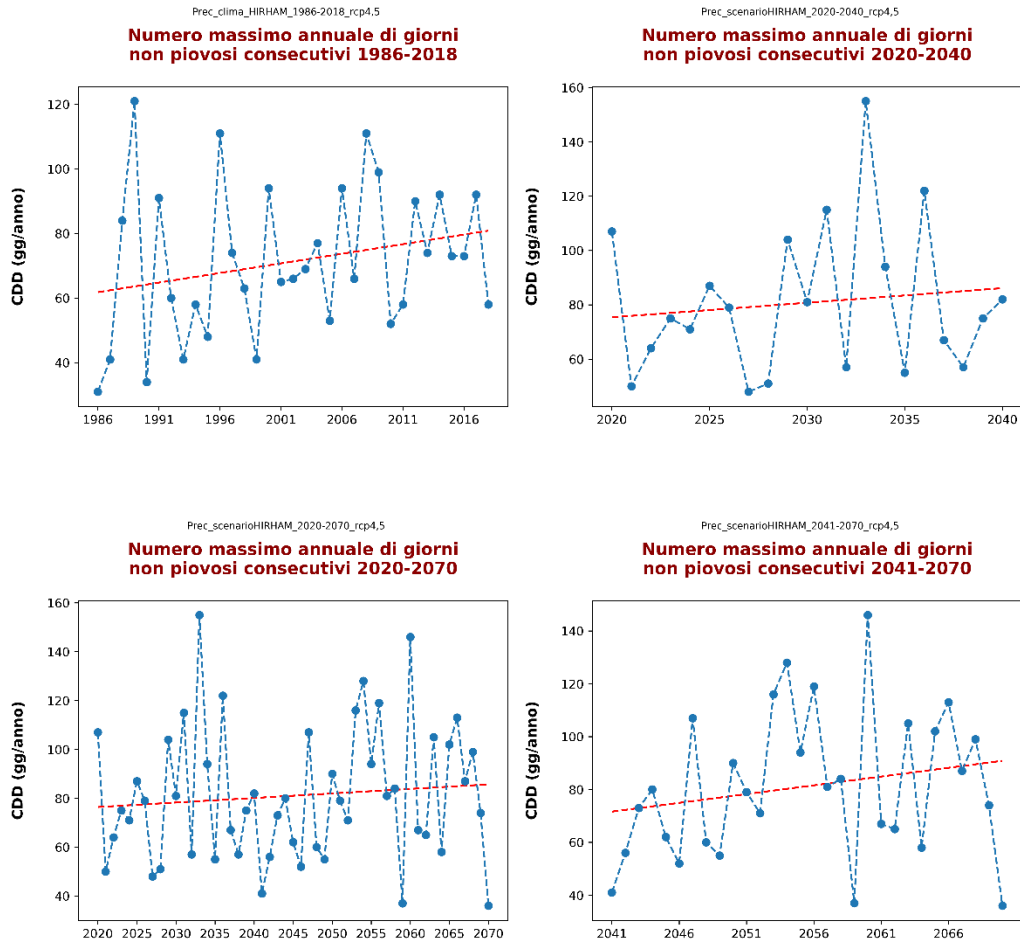 Prec_clima_HIRHAM_1986-2018_rcp4,5
Numero massimo annuale di giorni
non piovosi consecutivi 1986-2018
CDD (gg/anno)
120
100
80
60
40
1986 1991 1996 2001 2006 2011 2016
Prec_scenarioHIRHAM_2020-2040_rcp4,5
Numero massimo annuale di giorni
non piovosi consecutivi 2020-2040
CDD (gg/anno)
160
140
120
100
80
60
2020 2025 2030 2035 2040
Prec_scenarioHIRHAM_2020-2070_rcp4,5
Numero massimo annuale di giorni
non piovosi consecutivi 2020-2070
CDD (gg/anno)
160
140
120
100
80
60
40
2020 2025 2030 2035 2040 2045 2050 2055 2060 2065 2070
Prec_scenarioHIRHAM_2041-2070_rcp4,5
Numero massimo annuale di giorni
non piovosi consecutivi 2041-2070
CDD (gg/anno)
140
120
100
80
60
40
2041 2046 2051 2056 2061 2066